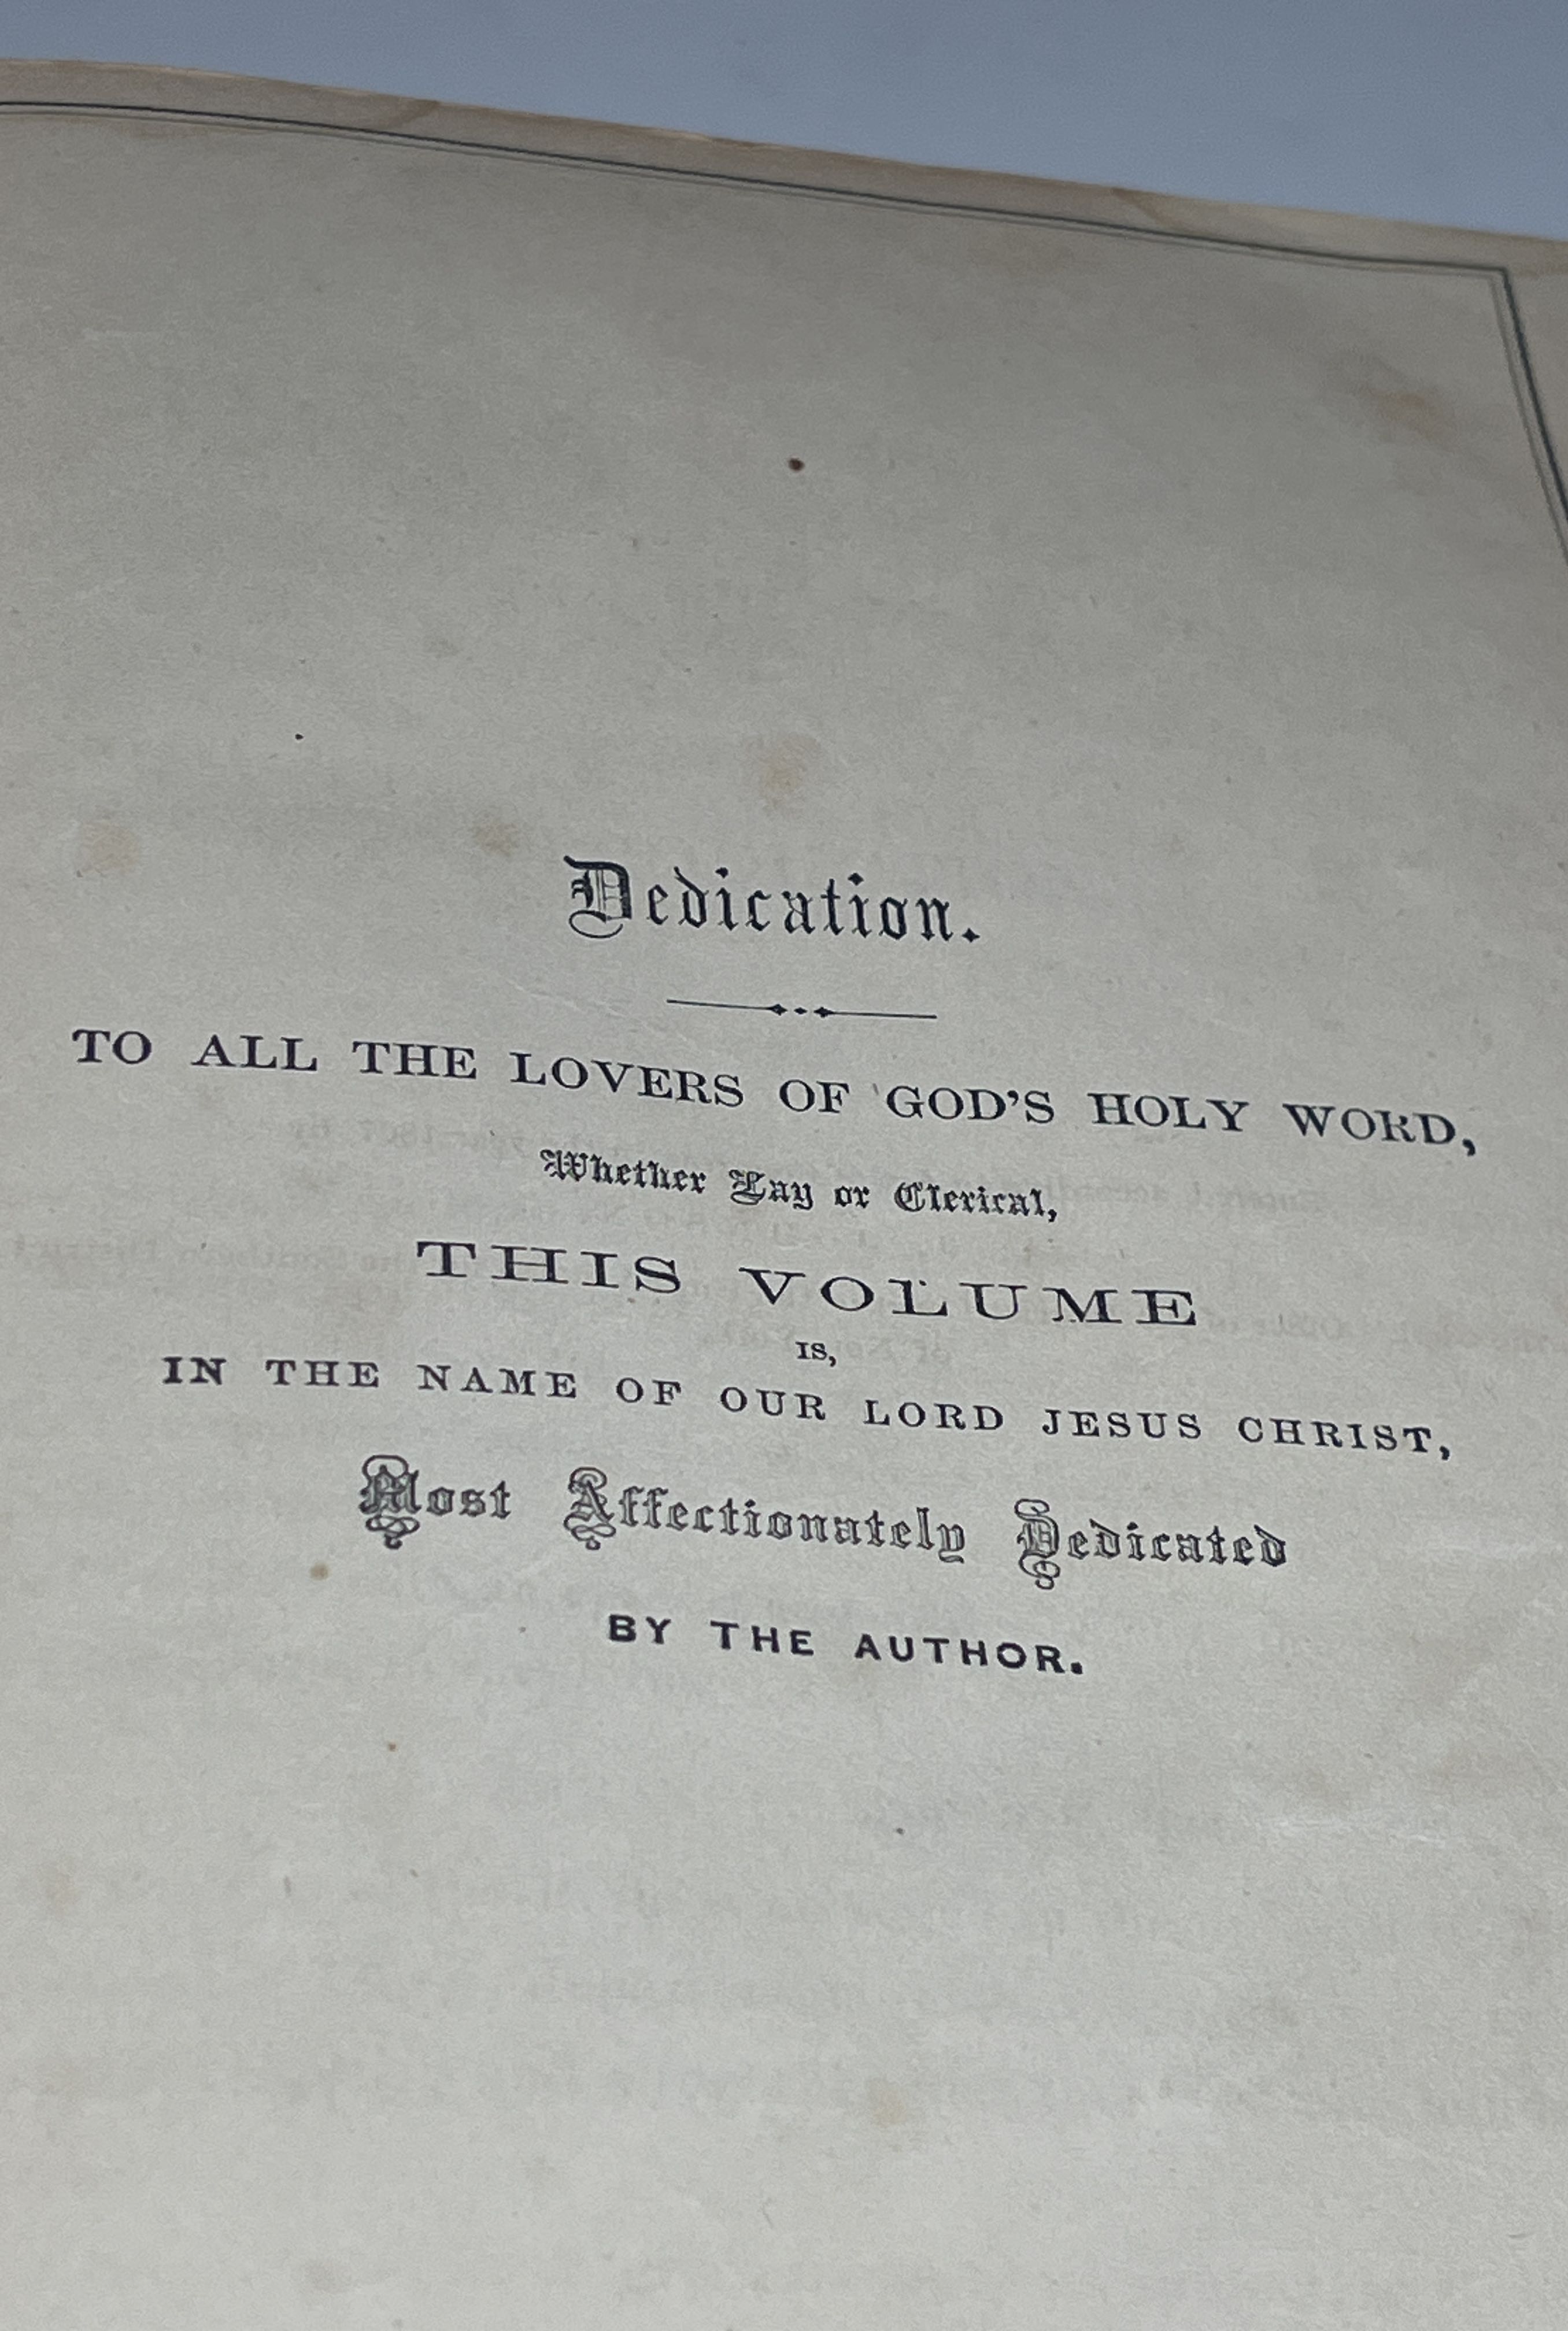 Dedication.
TO ALL THE LOVERS OF GOD'S HOLY WORD,
Whether Lay or Clerical,
THIS VOLUME
IS,
IN THE NAME OF OUR LORD JESUS CHRIST,
Most Affectionately Dedicated
BY THE AUTHOR.